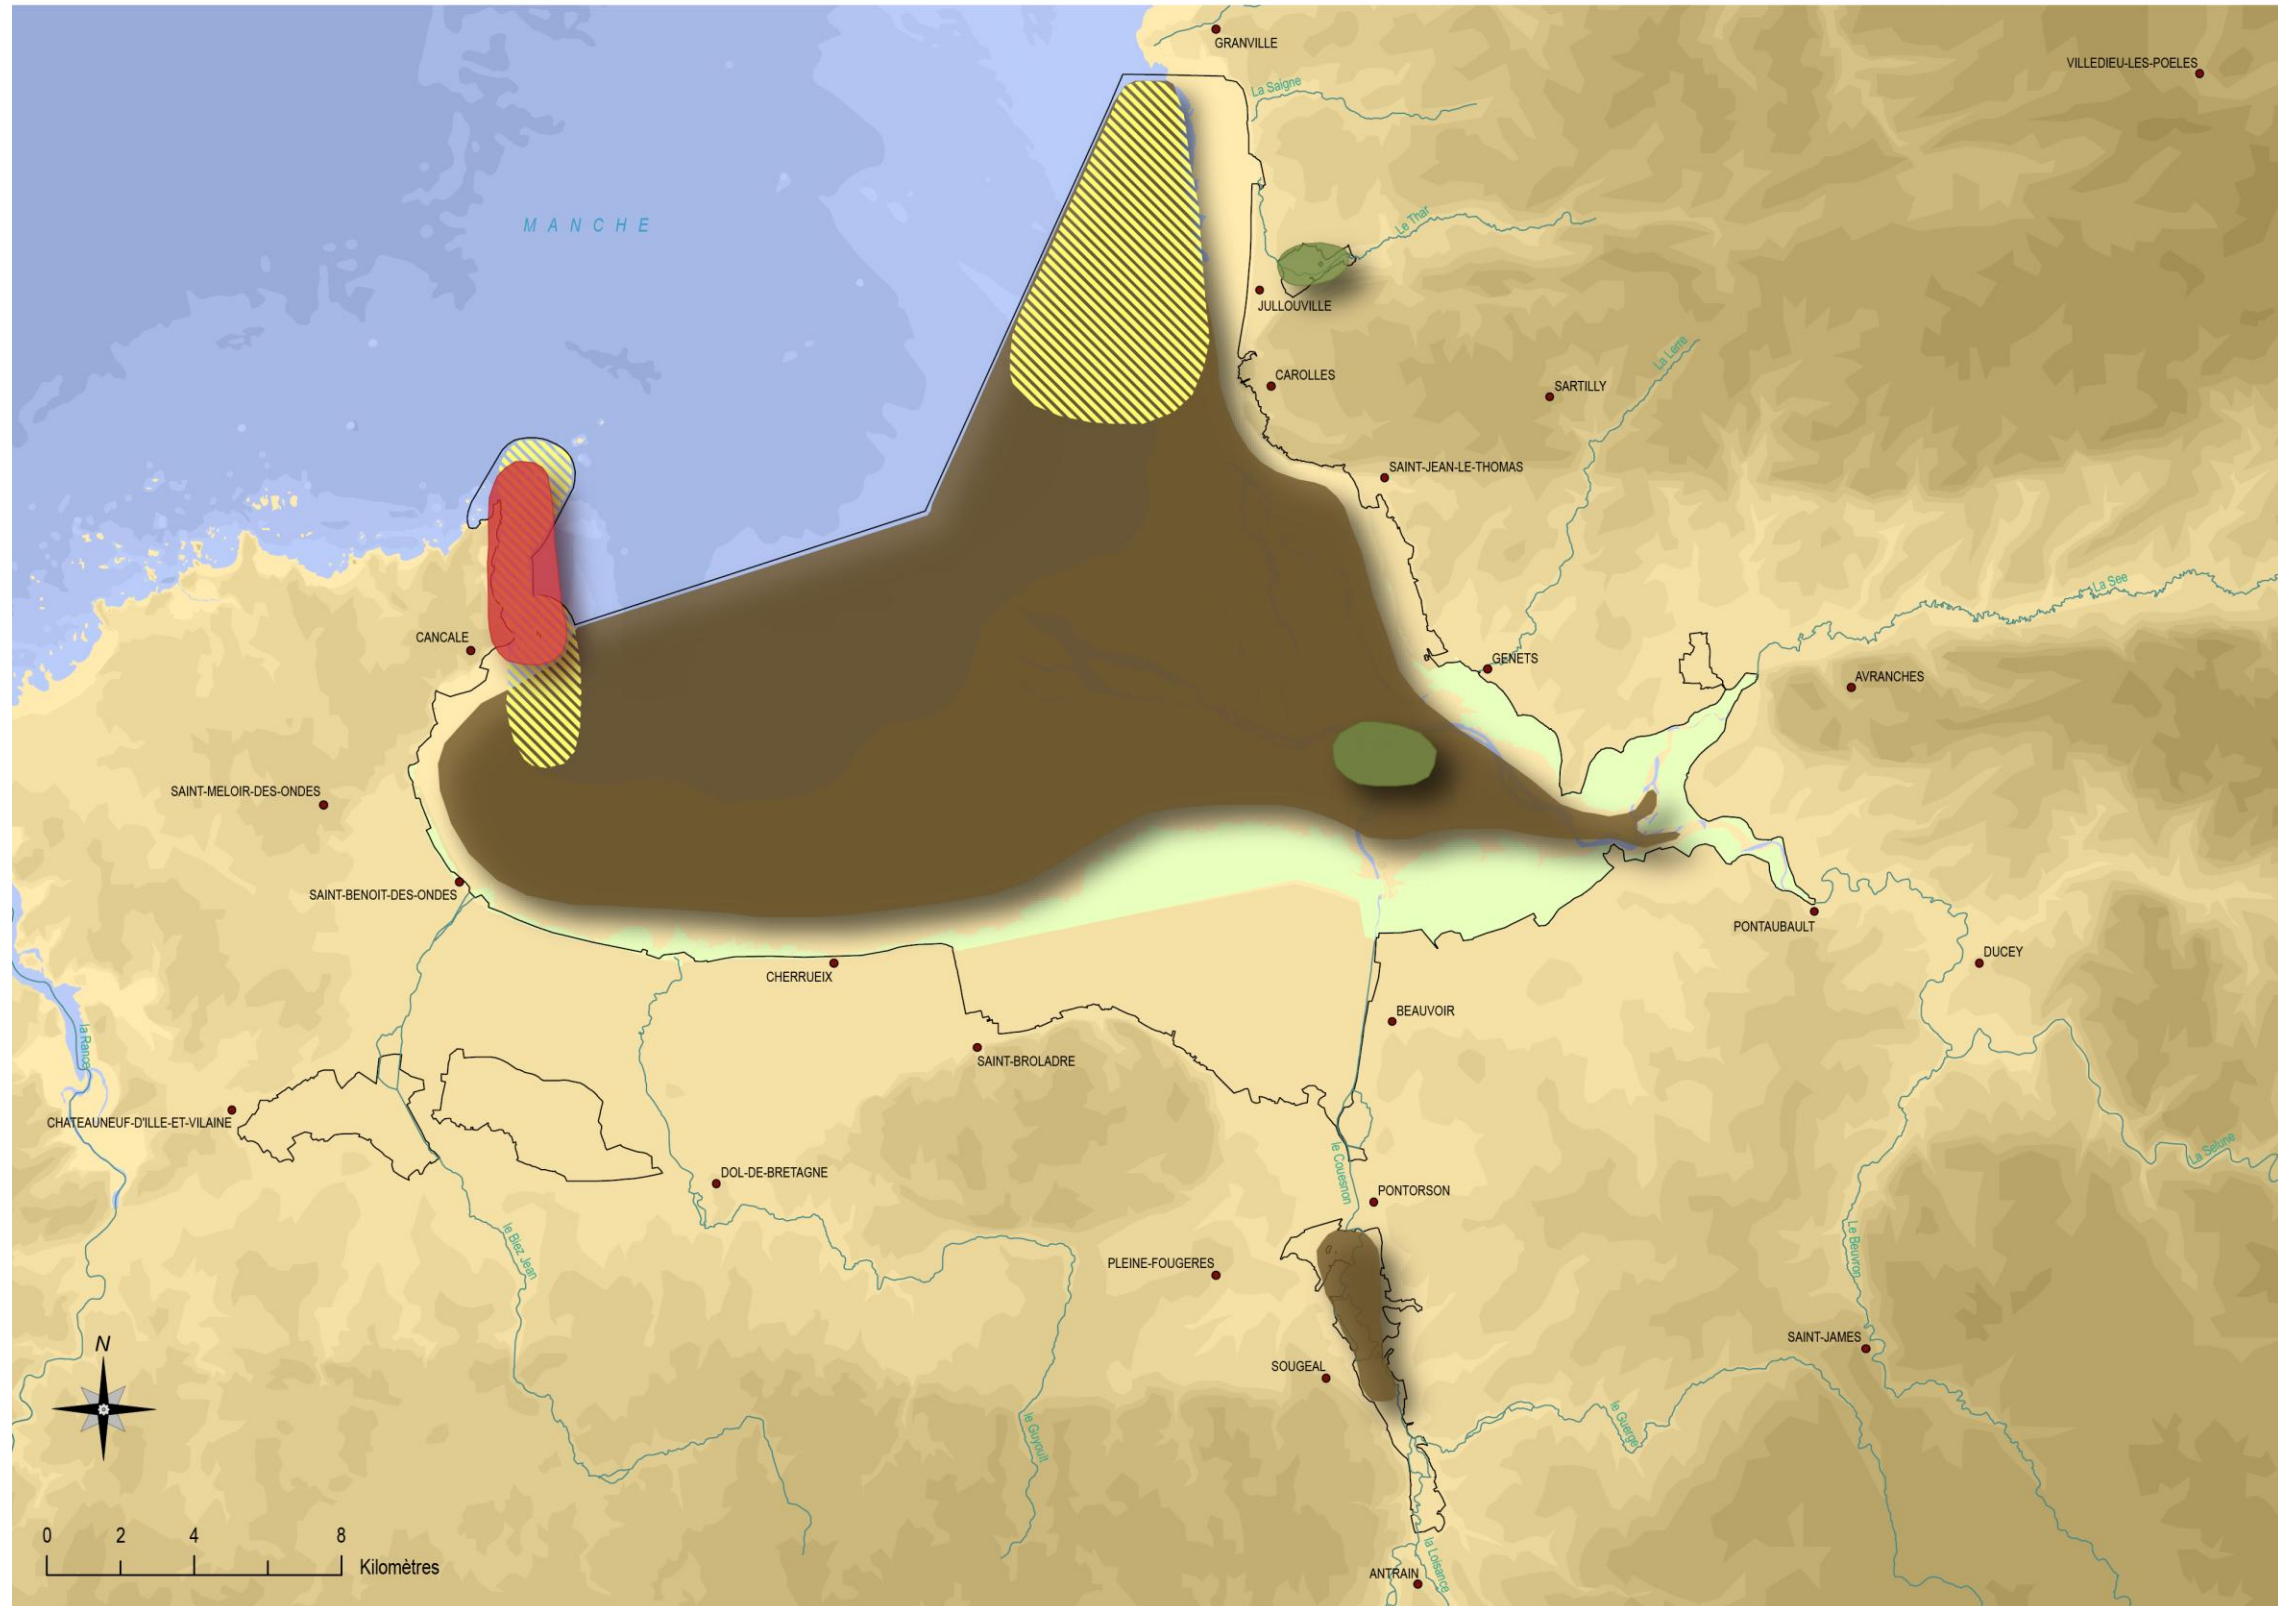 GRANVILLE
VILLEDIEU-LES-POELES
La Saigne
MANCHE
Le Thar
JULLOUVILLE
La Lerre
CAROLLES
SARTILLY
SAINT-JEAN-LE-THOMAS
La See
CANCALE
GENETS
AVRANCHES
SAINT-MELOIR-DES-ONDES
SAINT-BENOIT-DES-ONDES
PONTAUBAULT
DUCEY
CHERRUEIX
BEAUVOIR
la Rance
SAINT-BROLADRE
CHATEAUNEUF-D'ILLE-ET-VILAINE
La Selune
DOL-DE-BRETAGNE
le Couesnon
PONTORSON
le Biez Jean
Le Beuvron
PLEINE-FOUGERES
SAINT-JAMES
N
SOUGEAL
le Guyoult
le Guerge
0 2 4 8
Kilomètres
la Loisance
ANTRAIN